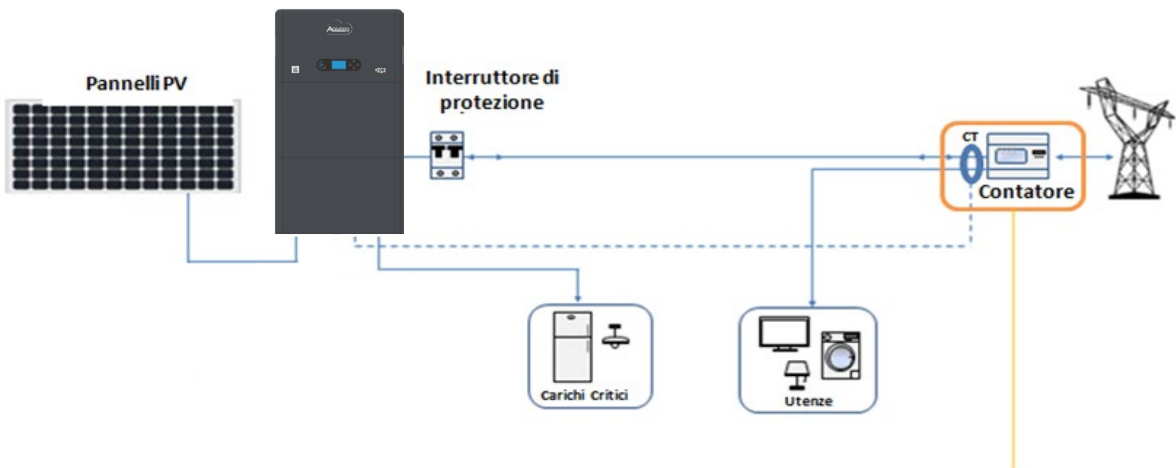 Pannelli PV
Interruttore di
protezione
CT
Contatore
Carichi Critici
Utenze